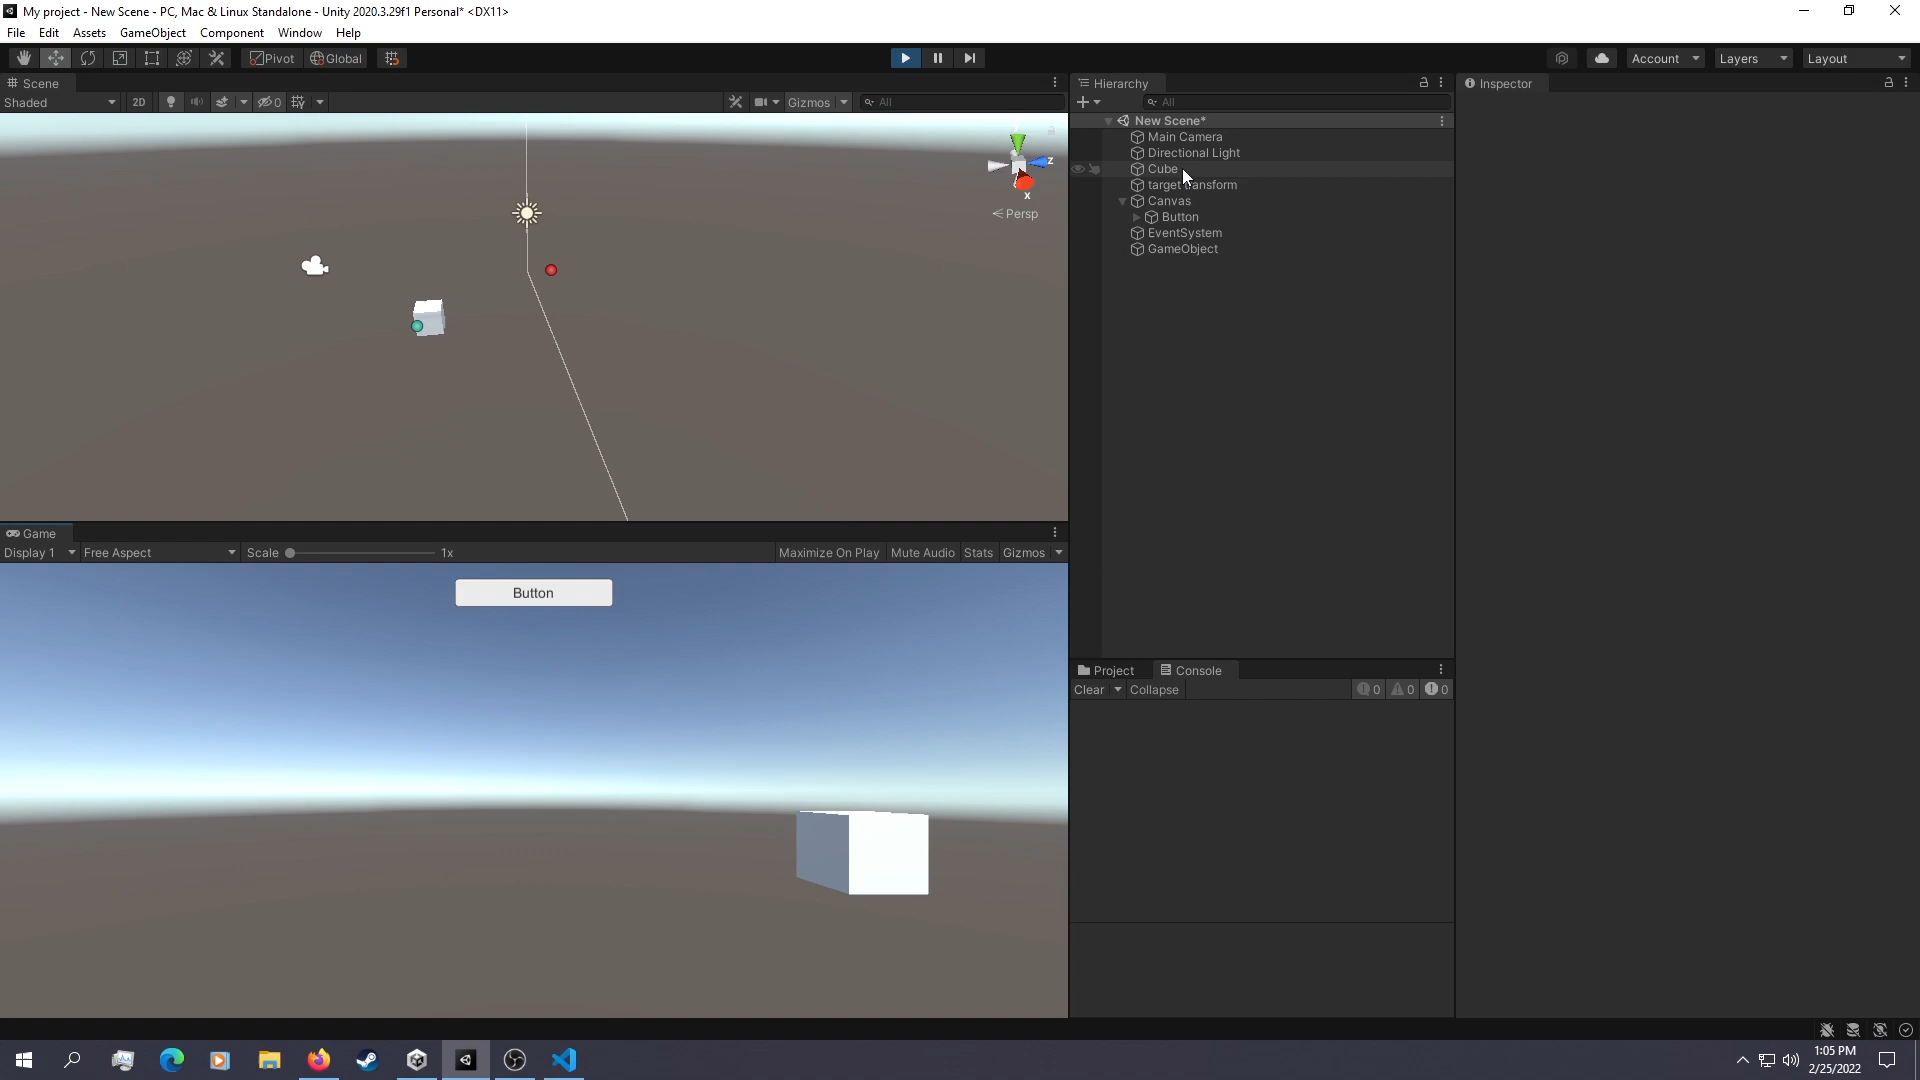 My project - New Scene - PC, Mac & Linux Standalone - Unity 2020.3.29f1 Personal* <DX11>
File Edit Assets GameObject Component Window Help
Pivot Global Account Layers Layout
Scene
Shaded 2D 0 Gizmos All
x
z
Persp
Hierarchy
All
New Scene*
Main Camera
Directional Light
Cube
target transform
Canvas
Button
EventSystem
GameObject
Inspector
Game
Display 1 Free Aspect Scale 1x Maximize On Play Mute Audio Stats Gizmos
Button
Project Console
Clear Collapse 0 0 0
1:05 PM
2/25/2022